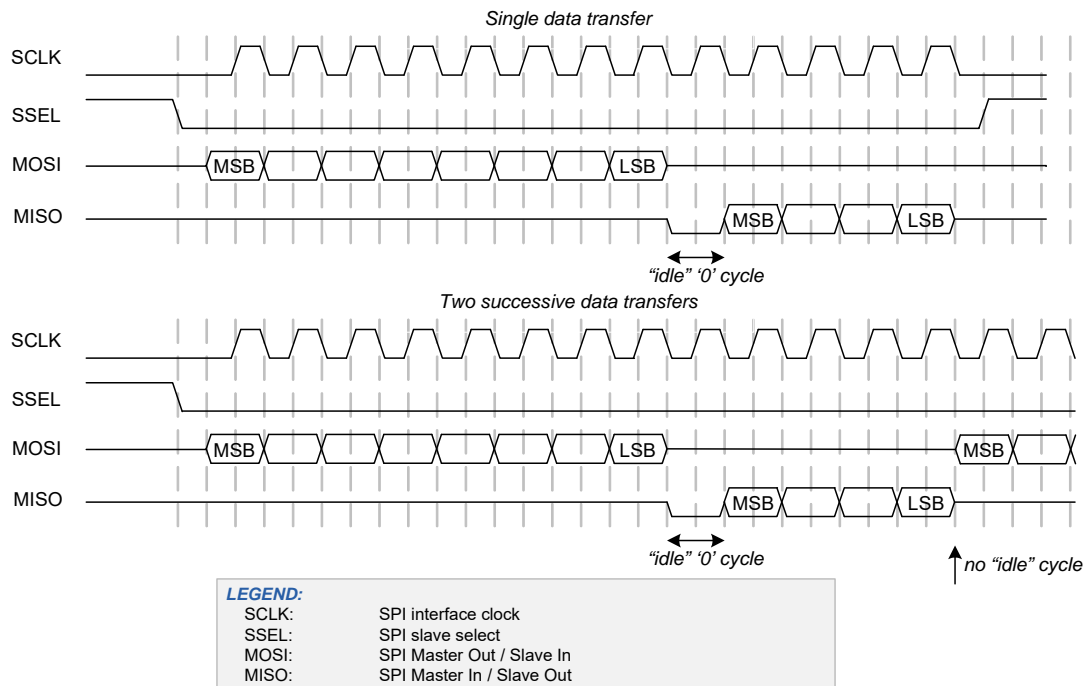 Single data transfer
SCLK
SSEL
MOSI
MSB LSB
MISO
MSB LSB
“idle” ‘0’ cycle
Two successive data transfers
SCLK
SSEL
MOSI
MSB LSB MSB
MISO
MSB LSB
“idle” ‘0’ cycle
no “idle” cycle
LEGEND:
SCLK: SPI interface clock
SSEL: SPI slave select
MOSI: SPI Master Out / Slave In
MISO: SPI Master In / Slave Out